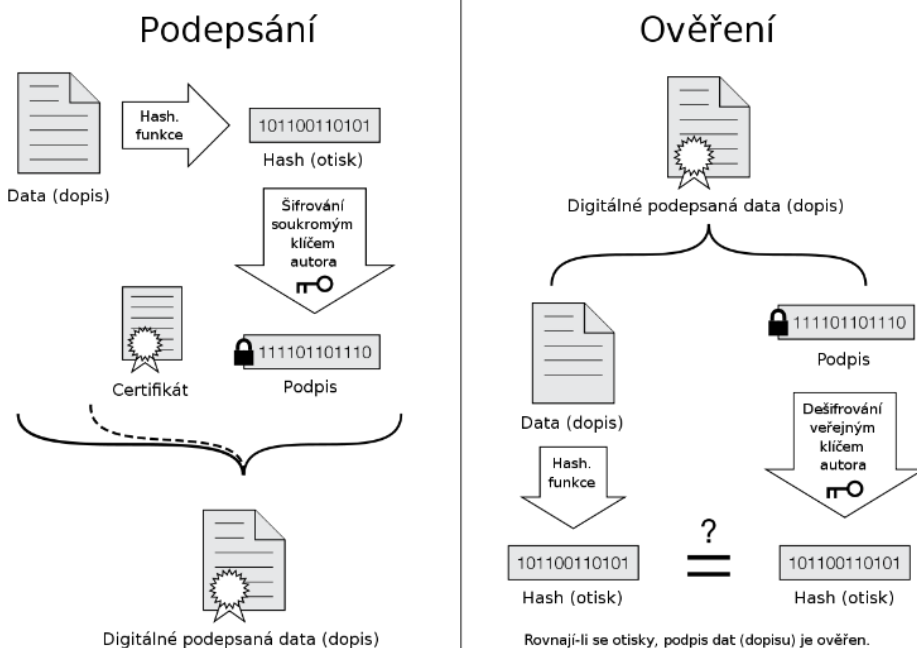 Podepsání
Hash.
funkce
101100110101
Hash (otisk)
Data (dopis)
Šifrování
soukromým
klíčem
autora
111101101110
Certifikát
Podpis
Digitálné podepsaná data (dopis)
Ověření
Digitálné podepsaná data (dopis)
111101101110
Podpis
Data (dopis)
Dešifrování
veřejným
klíčem
autora
Hash.
funkce
?
=
101100110101
101100110101
Hash (otisk)
Hash (otisk)
Rovnají-li se otisky, podpis dat (dopisu) je ověřen.